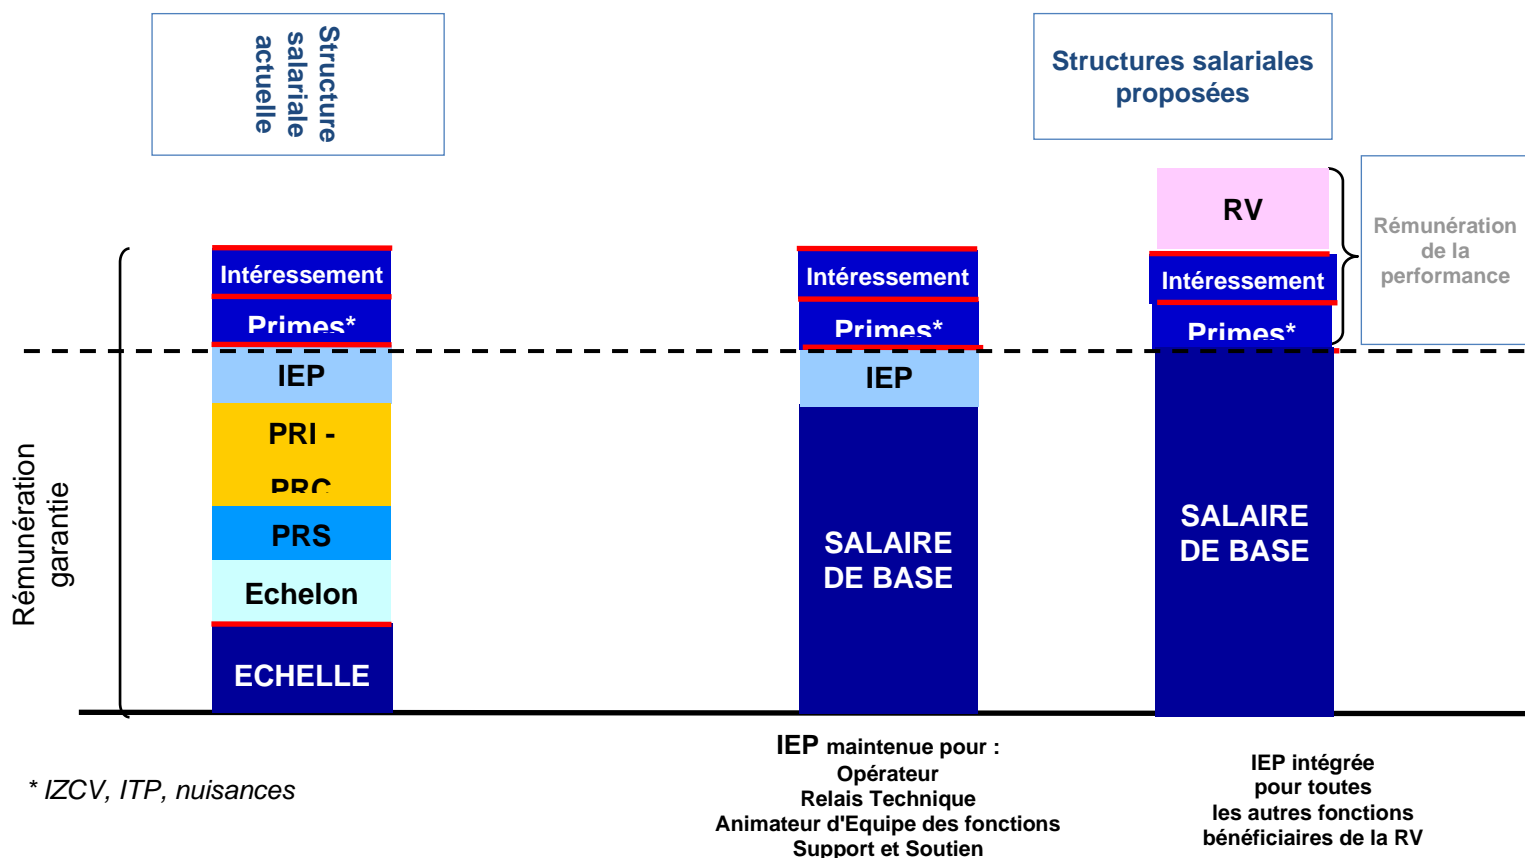 Structure
salariale
actuelle
Structures salariales
proposées
Rémunération
de la
performance
Rémunération
garantie
Intéressement
Primes*
IEP
PRI -
PRC
PRS
Echelon
ECHELLE
Intéressement
Primes*
IEP
SALAIRE
DE BASE
RV
Intéressement
Primes*
SALAIRE
DE BASE
* IZCV, ITP, nuisances
IEP maintenue pour :
Opérateur
Relais Technique
Animateur d'Equipe des fonctions
Support et Soutien
IEP intégrée
pour toutes
les autres fonctions
bénéficiaires de la RV